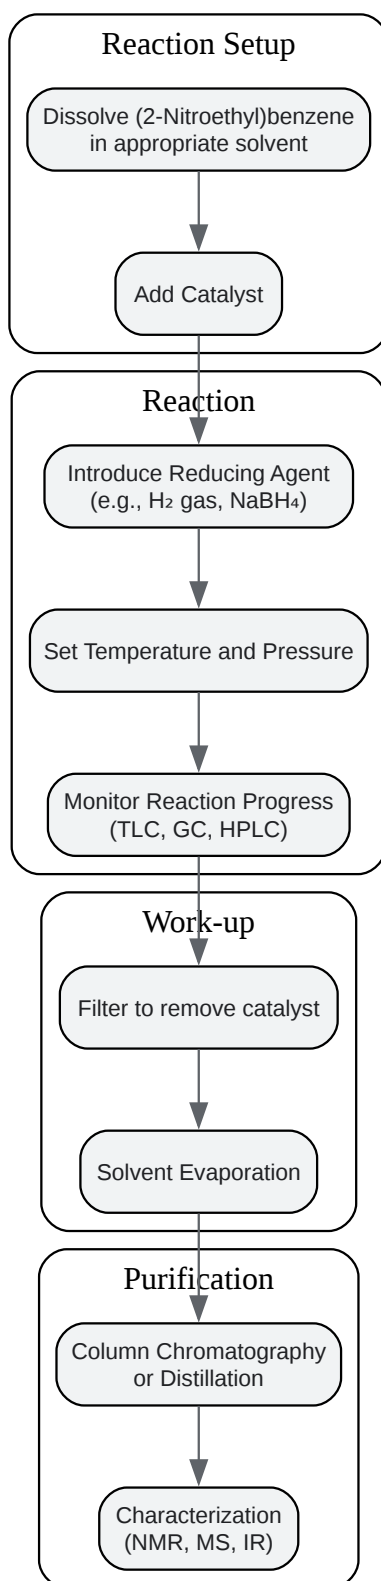 Reaction Setup
Dissolve (2-Nitroethyl)benzene
in appropriate solvent
Add Catalyst
Reaction
Introduce Reducing Agent
(e.g., H₂ gas, NaBH₄)
Set Temperature and Pressure
Monitor Reaction Progress
(TLC, GC, HPLC)
Work-up
Filter to remove catalyst
Solvent Evaporation
Purification
Column Chromatography
or Distillation
Characterization
(NMR, MS, IR)